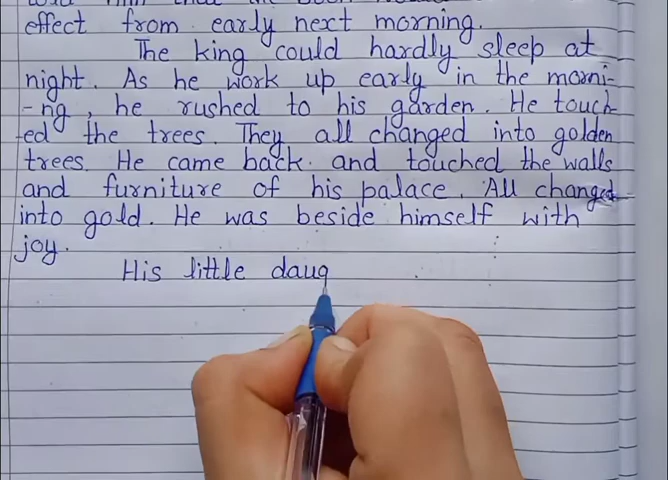 effect from early next morning.
The king could hardly sleep at
night. As he work up early in the morni-
-ng, he rushed to his garden. He touch-
-ed the trees. They all changed into golden
trees. He came back. and touched the walls
and furniture of his palace. All changed
into gold. He was beside himself with
joy.
His little daug